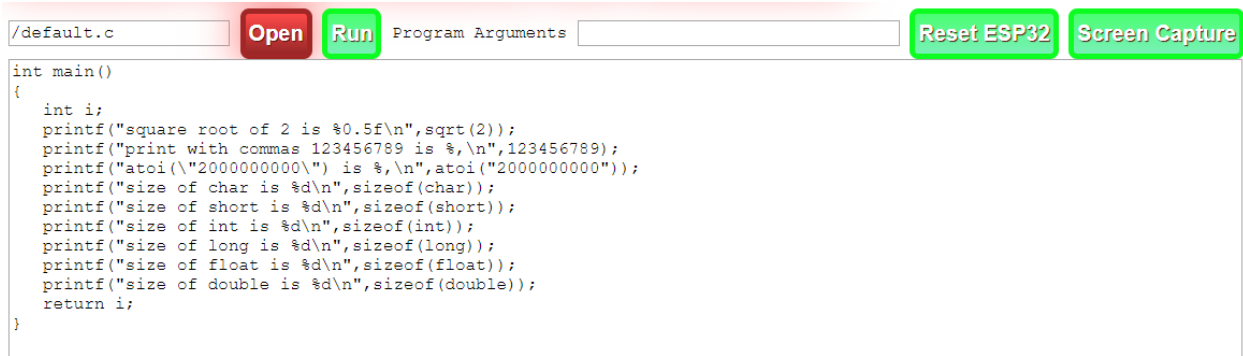 /default.c Open Run Program Arguments Reset ESP32 Screen Capture
int main()
{
int i;
printf("square root of 2 is %0.5f\n",sqrt(2));
printf("print with commas 123456789 is %,\n",123456789);
printf("atoi(\"2000000000\") is %,\n",atoi("2000000000"));
printf("size of char is %d\n",sizeof(char));
printf("size of short is %d\n",sizeof(short));
printf("size of int is %d\n",sizeof(int));
printf("size of long is %d\n",sizeof(long));
printf("size of float is %d\n",sizeof(float));
printf("size of double is %d\n",sizeof(double));
return i;
}